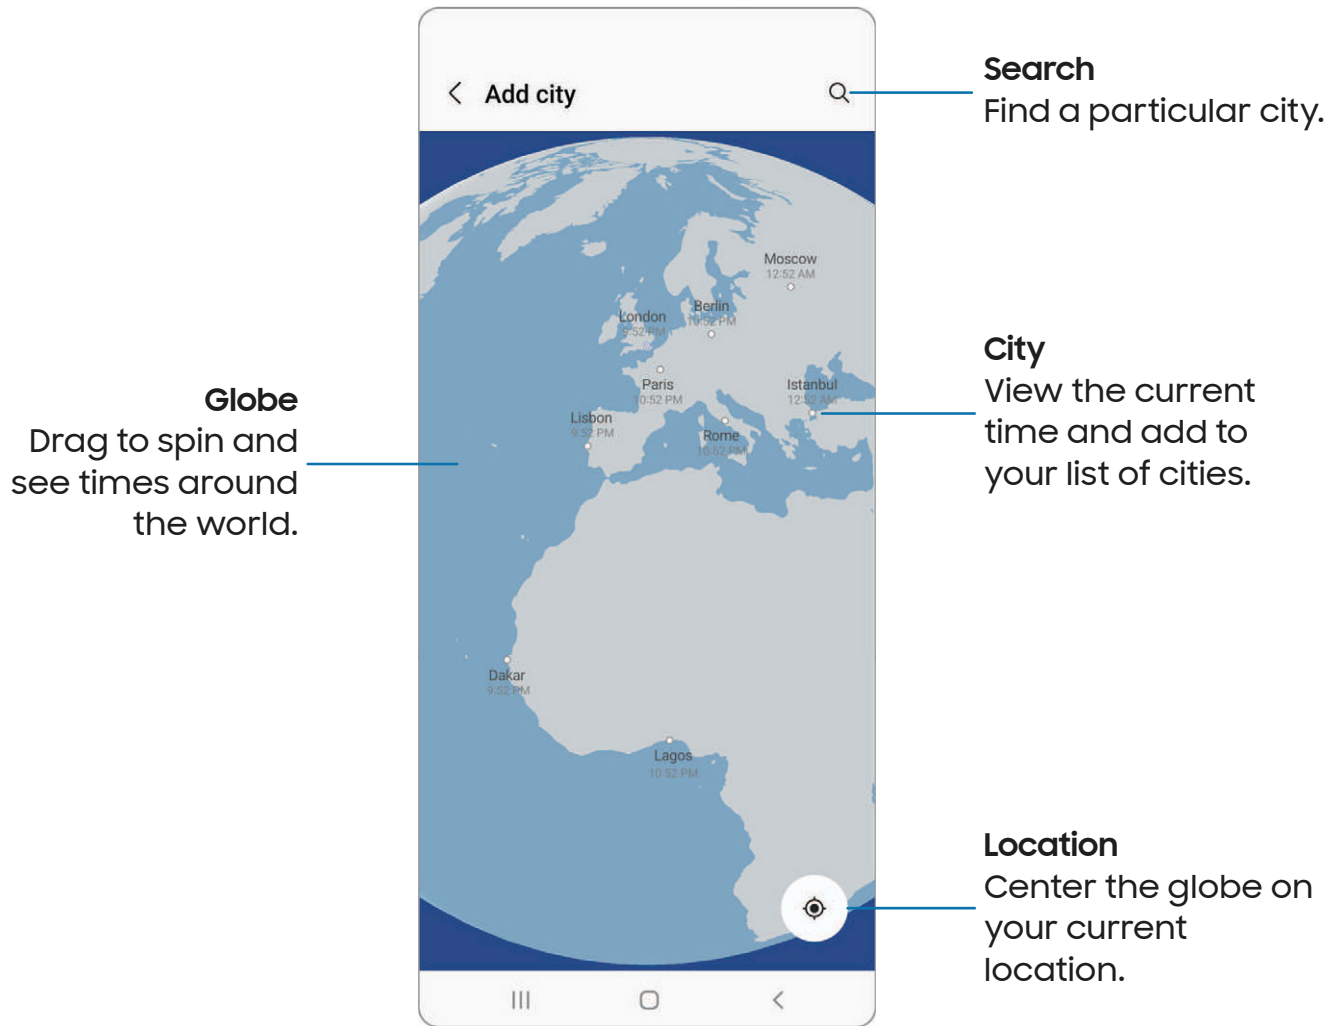 Add city
Search
Find a particular city.
Moscow
12:52 AM
Berlin
10:52 PM
London
9:52 PM
Paris
10:52 PM
Istanbul
12:52 AM
Lisbon
9:52 PM
Rome
10:52 PM
City
View the current
time and add to
your list of cities.
Globe
Drag to spin and
see times around
the world.
Dakar
9:52 PM
Lagos
10:52 PM
Location
Center the globe on
your current
location.